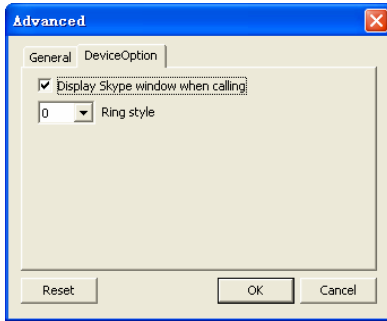 Advanced
General DeviceOption
Display Skype window when calling
0 Ring style
Reset OK Cancel